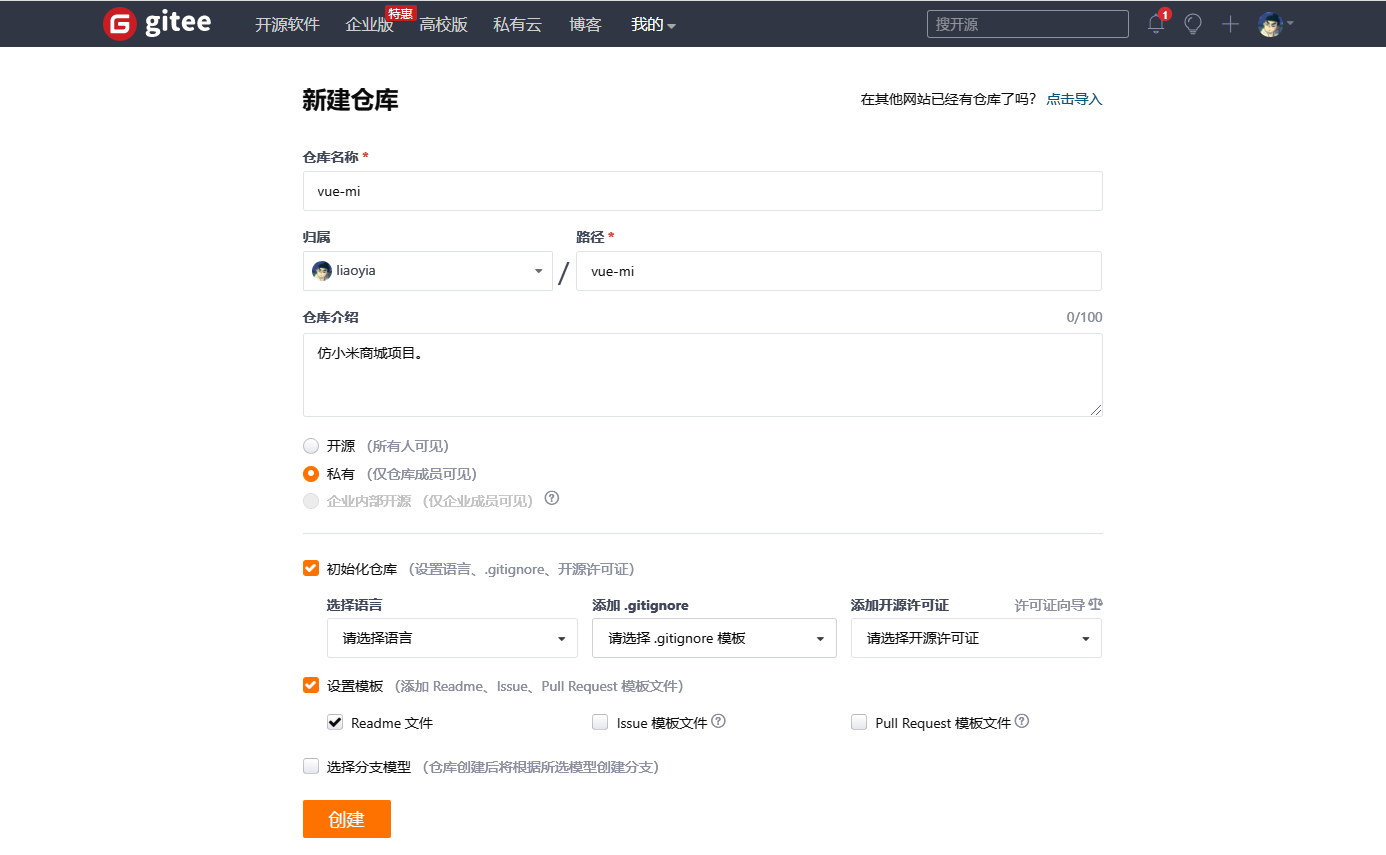 gitee 开源软件 企业版 特惠 高校版 私有云 博客 我的 搜开源 1
新建仓库 在其他网站已经有仓库了吗？ 点击导入
仓库名称 *
vue-mi
归属 路径 *
liaoyia / vue-mi
仓库介绍 0/100
仿小米商城项目。
开源 （所有人可见）
私有 （仅仓库成员可见）
企业内部开源 （仅企业成员可见）
初始化仓库 （设置语言、.gitignore、开源许可证）
选择语言 添加 .gitignore 添加开源许可证 许可证向导
请选择语言 请选择 .gitignore 模板 请选择开源许可证
设置模板 （添加 Readme、Issue、Pull Request 模板文件）
Readme 文件 Issue 模板文件 Pull Request 模板文件
选择分支模型 （仓库创建后将根据所选模型创建分支）
创建